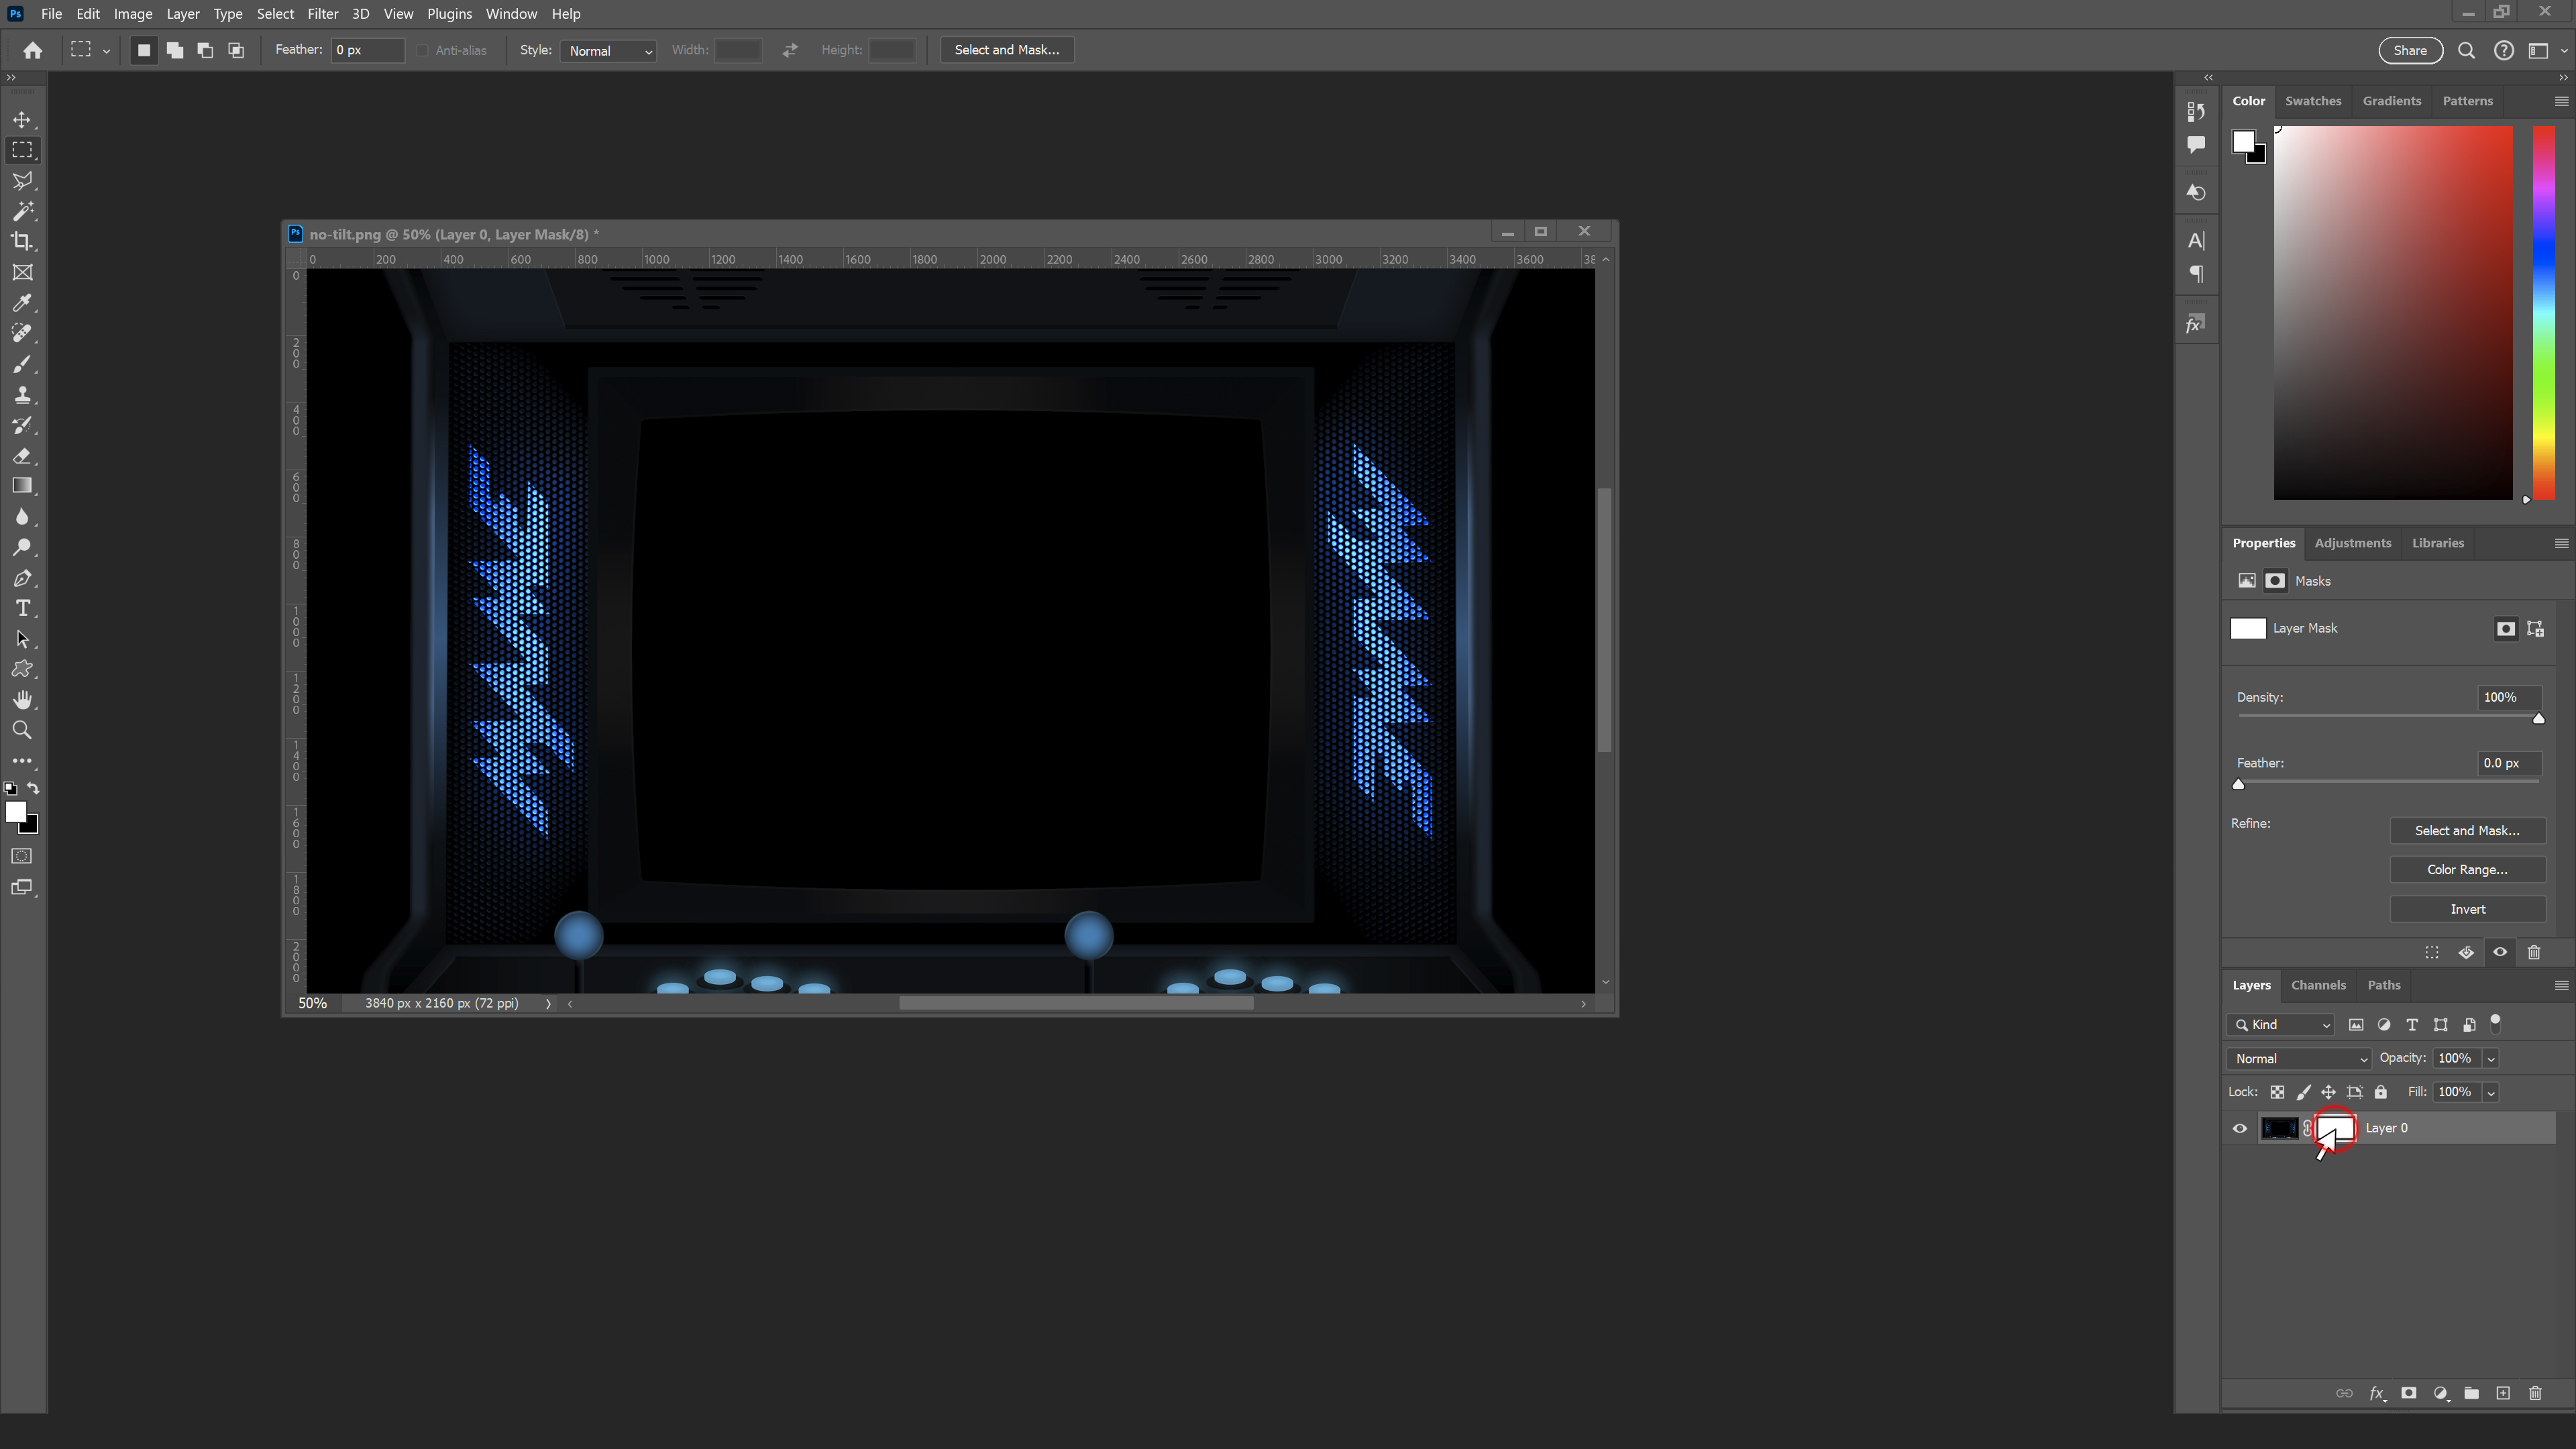 Ps File Edit Image Layer Type Select Filter 3D View Plugins Window Help
Feather: 0 px Anti-alias Style: Normal Width: Height: Select and Mask... Share
Color Swatches Gradients Patterns
Ps no-tilt.png @ 50% (Layer 0, Layer Mask/8) *
0 200 400 600 800 1000 1200 1400 1600 1800 2000 2200 2400 2600 2800 3000 3200 3400 3600 38
0
200
400
600
800
1000
1200
1400
1600
1800
2000
50% 3840 px x 2160 px (72 ppi)
A
fx
T
Properties Adjustments Libraries
Masks
Layer Mask
Density: 100%
Feather: 0.0 px
Refine: Select and Mask...
Color Range...
Invert
Layers Channels Paths
Kind T
Normal Opacity: 100%
Lock: Fill: 100%
Layer 0
fx